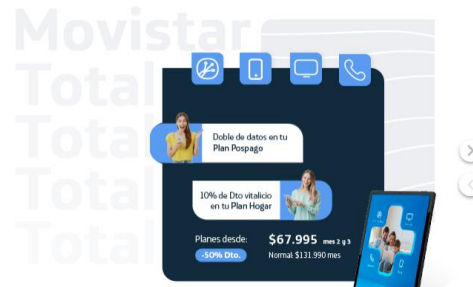 Movistar
Total
Total
Total
Total
Doble de datos en tu
Plan Pospago
10% de Dto vitalicio
en tu Plan Hogar
Planes desde:
$67.995 mes 2 y 3
-50% Dto.
Normal: $131.990 mes